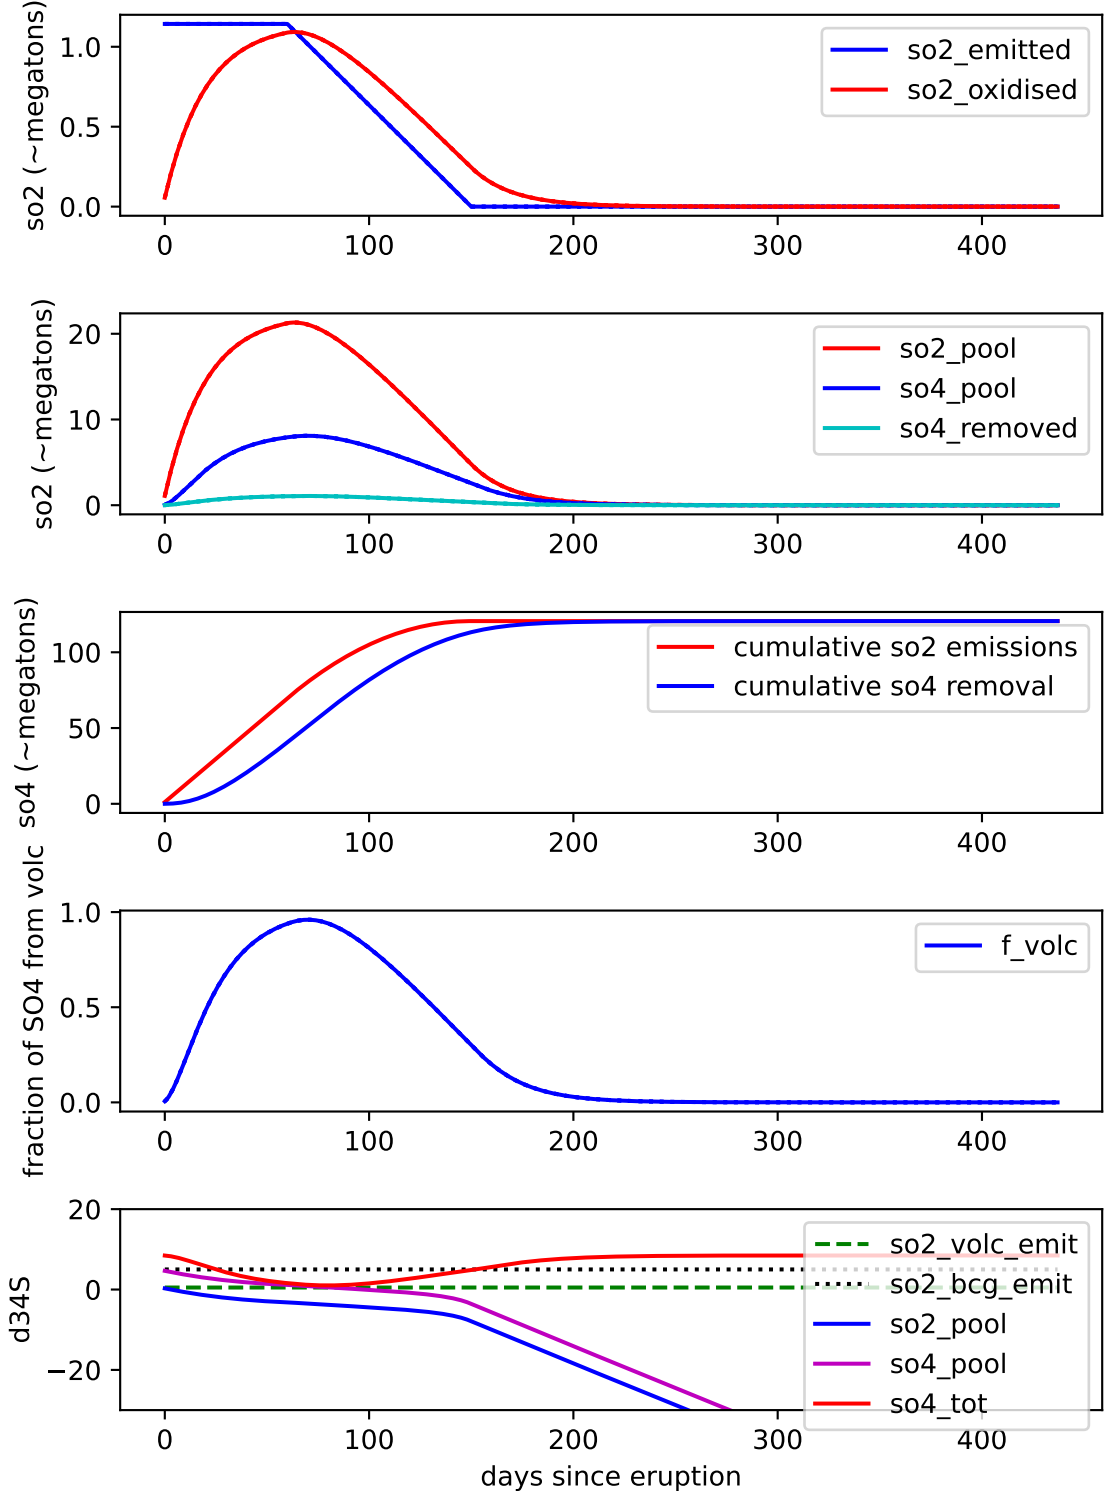 so2 (~megatons)
1.0
0.5
0.0
so2_emitted
so2_oxidised
0 100 200 300 400
so2 (~megatons)
20
10
0
so2_pool
so4_pool
so4_removed
0 100 200 300 400
so4 (~megatons)
100
50
0
cumulative so2 emissions
cumulative so4 removal
0 100 200 300 400
fraction of SO4 from volc
1.0
0.5
0.0
f_volc
0 100 200 300 400
d34S
20
0
−20
so2_volc_emit
so2_bcg_emit
so2_pool
so4_pool
so4_tot
0 100 200 300 400
days since eruption